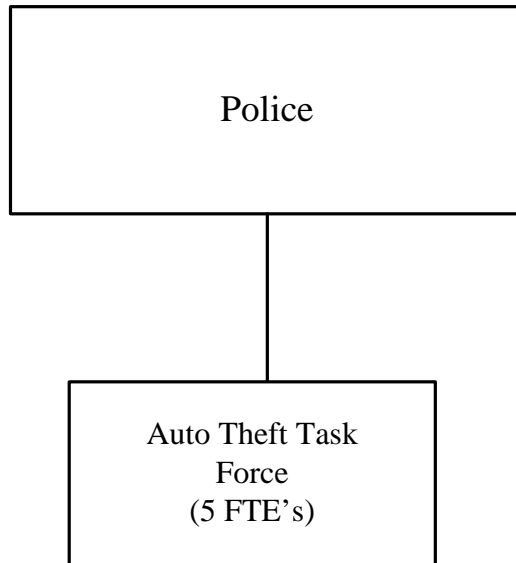 Police
Auto Theft Task
Force
(5 FTE’s)